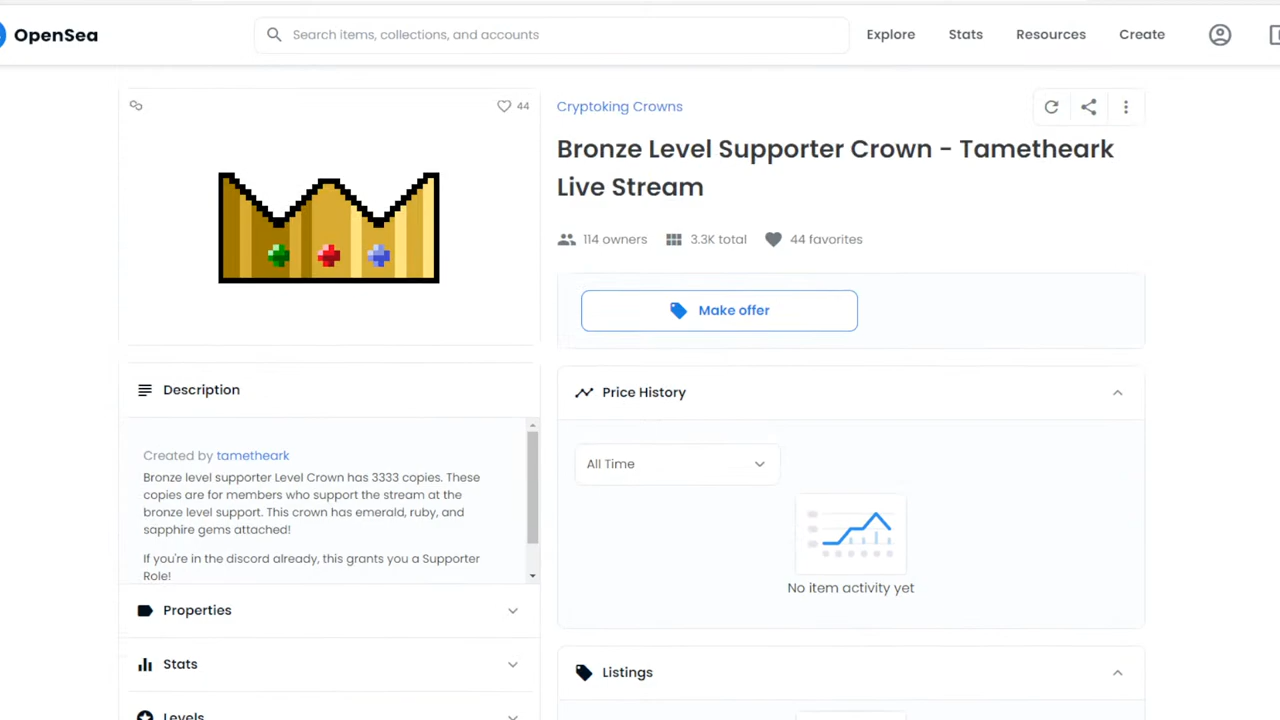 OpenSea
Search items, collections, and accounts
Explore
Stats
Resources
Create
44
Cryptoking Crowns
Bronze Level Supporter Crown - Tametheark
Live Stream
114 owners
3.3K total
44 favorites
Make offer
Description
Created by tametheark
Bronze level supporter Level Crown has 3333 copies. These
copies are for members who support the stream at the
bronze level support. This crown has emerald, ruby, and
sapphire gems attached!
If you're in the discord already, this grants you a Supporter
Role!
Properties
Stats
Levels
Price History
All Time
No item activity yet
Listings